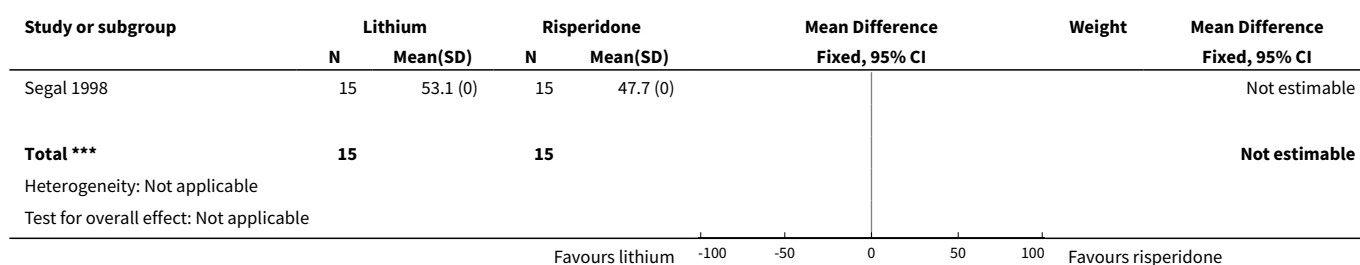 Study or subgroup Lithium Risperidone Mean Difference Weight Mean Difference
N Mean(SD) N Mean(SD) Fixed, 95% CI Fixed, 95% CI
Segal 1998 15 53.1 (0) 15 47.7 (0) Not estimable
Total *** 15 15 Not estimable
Heterogeneity: Not applicable
Test for overall effect: Not applicable
Favours lithium -100 -50 0 50 100 Favours risperidone